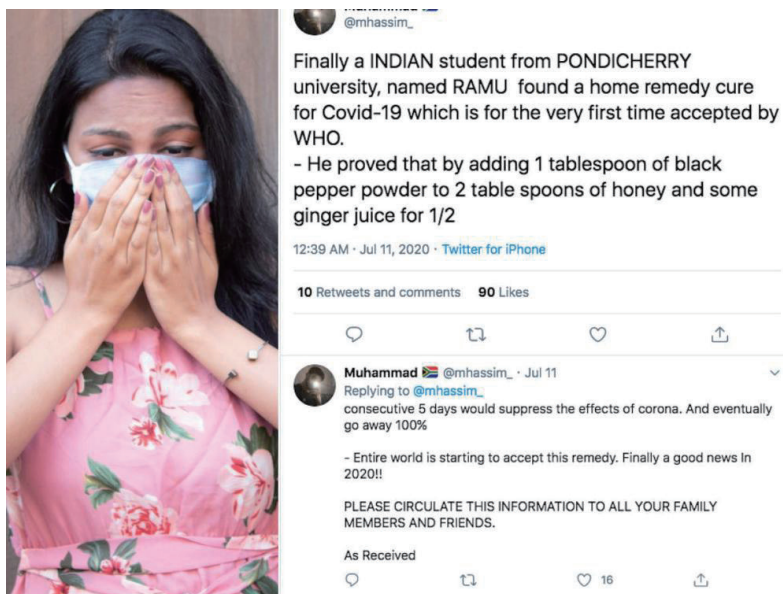 @mhassim_
Finally a INDIAN student from PONDICHERRY
university, named RAMU found a home remedy cure
for Covid-19 which is for the very first time accepted by
WHO.
- He proved that by adding 1 tablespoon of black
pepper powder to 2 table spoons of honey and some
ginger juice for 1/2
12:39 AM · Jul 11, 2020 · Twitter for iPhone
10 Retweets and comments 90 Likes
Muhammad @mhassim_ · Jul 11
Replying to @mhassim_
consecutive 5 days would suppress the effects of corona. And eventually
go away 100%
- Entire world is starting to accept this remedy. Finally a good news In
2020!!
PLEASE CIRCULATE THIS INFORMATION TO ALL YOUR FAMILY
MEMBERS AND FRIENDS.
As Received
16